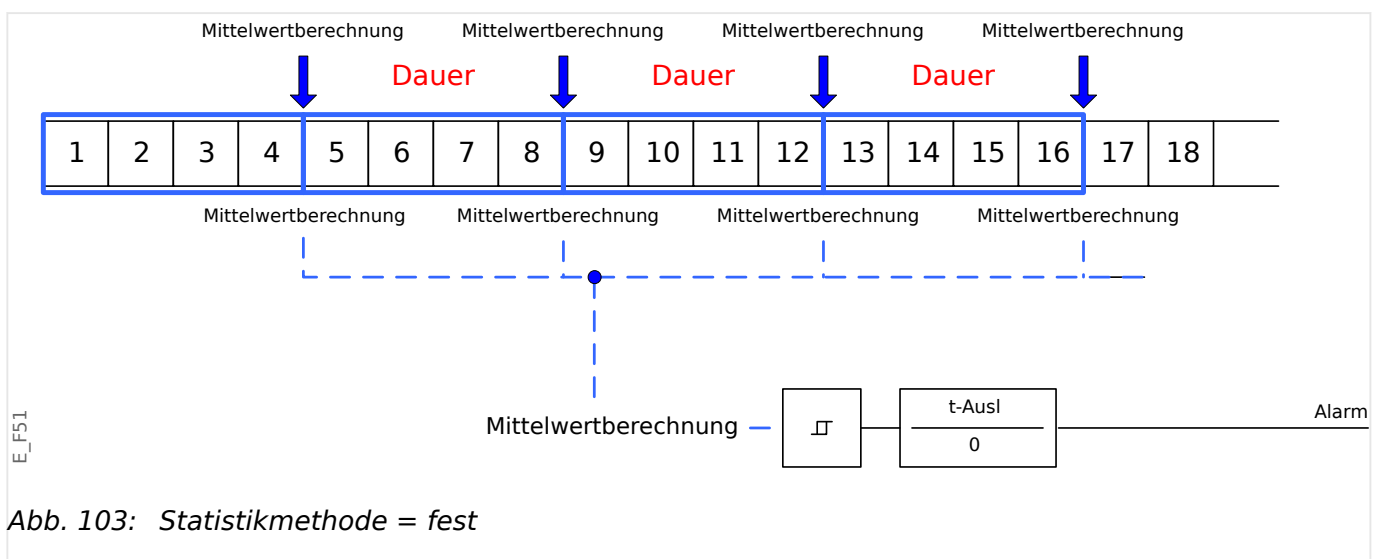 Mittelwertberechnung Mittelwertberechnung Mittelwertberechnung Mittelwertberechnung
Dauer Dauer Dauer
1 2 3 4 5 6 7 8 9 10 11 12 13 14 15 16 17 18
Mittelwertberechnung Mittelwertberechnung Mittelwertberechnung Mittelwertberechnung
t-Ausl
Alarm
Mittelwertberechnung
0
E_F51
Abb. 103: Statistikmethode = fest